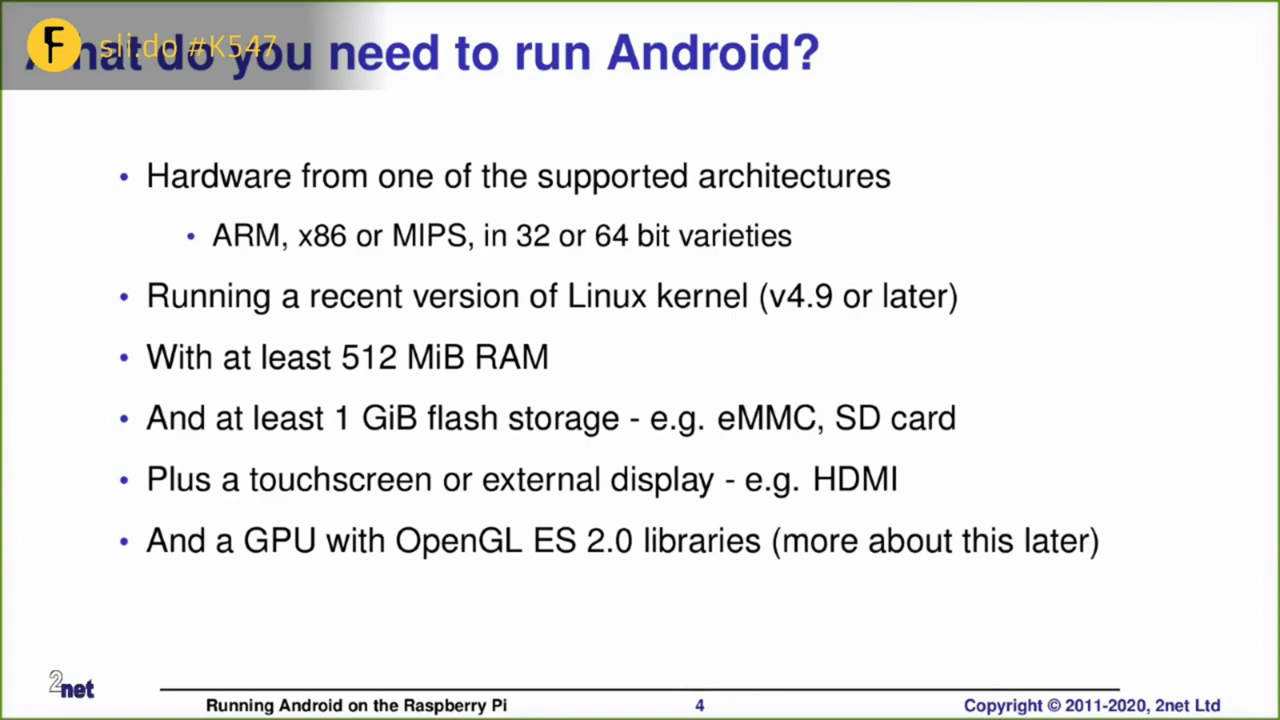 sli.do #K547
What do you need to run Android?
• Hardware from one of the supported architectures
• ARM, x86 or MIPS, in 32 or 64 bit varieties
• Running a recent version of Linux kernel (v4.9 or later)
• With at least 512 MiB RAM
• And at least 1 GiB flash storage - e.g. eMMC, SD card
• Plus a touchscreen or external display - e.g. HDMI
• And a GPU with OpenGL ES 2.0 libraries (more about this later)
2net
Running Android on the Raspberry Pi
4
Copyright © 2011-2020, 2net Ltd